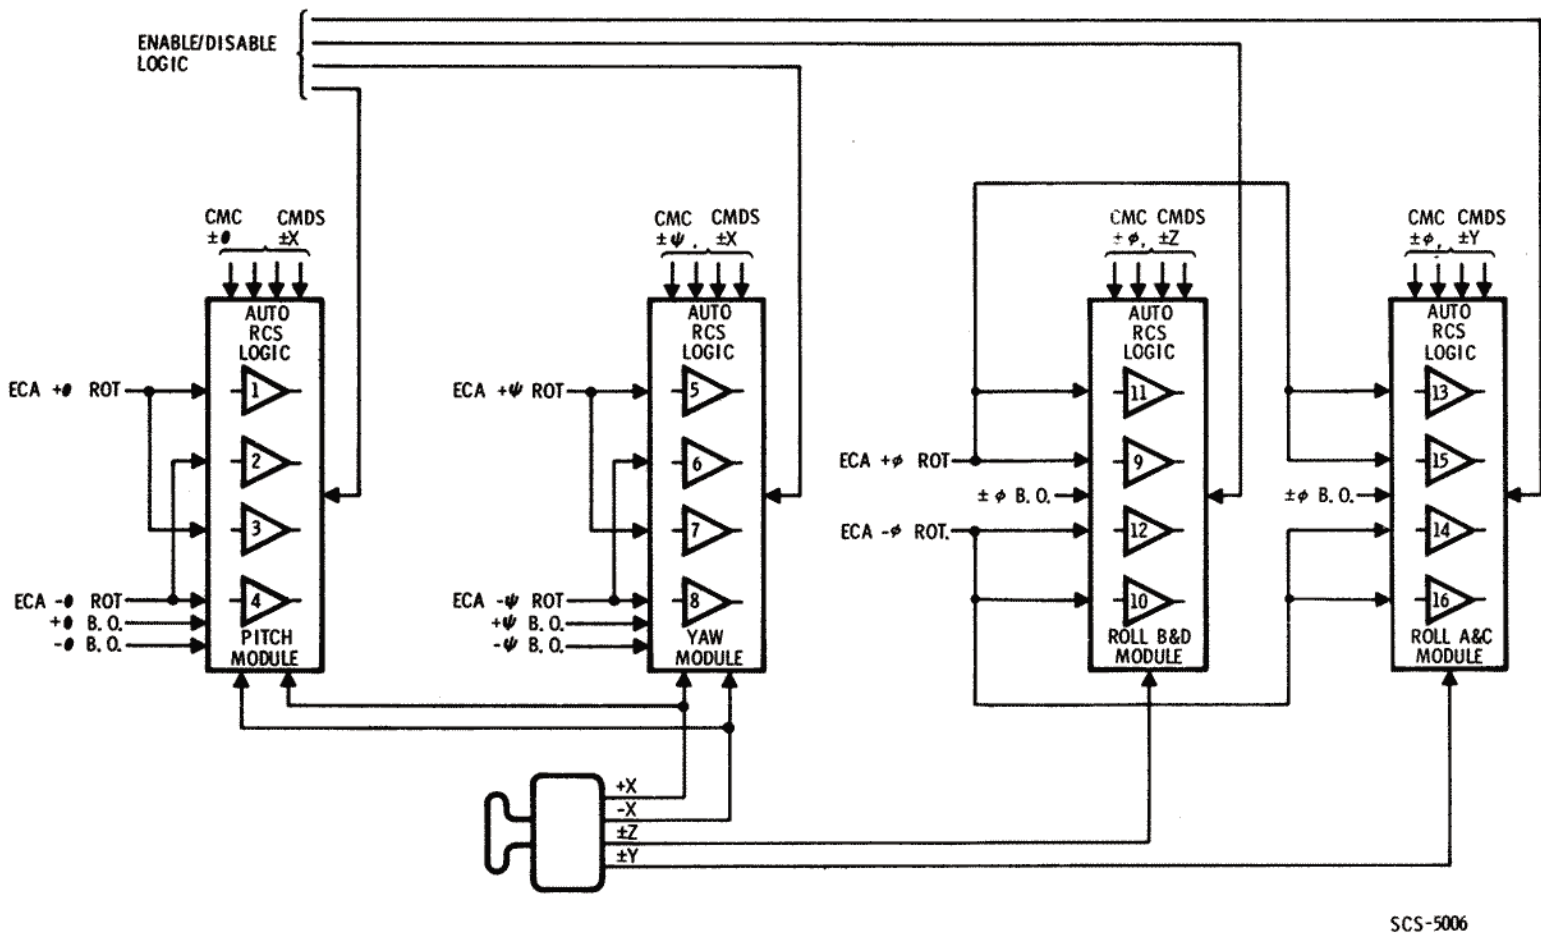 ENABLE/DISABLE
LOGIC
CMC CMDS
±θ ±X
CMC CMDS
±ψ, ±X
CMC CMDS
±φ, ±Z
CMC CMDS
±φ, ±Y
AUTO
RCS
LOGIC
AUTO
RCS
LOGIC
AUTO
RCS
LOGIC
AUTO
RCS
LOGIC
ECA +θ ROT
1
2
3
ECA -θ ROT
4
+θ B.O.
-θ B.O.
PITCH
MODULE
ECA +ψ ROT
5
6
7
ECA -ψ ROT
8
+ψ B.O.
-ψ B.O.
YAW
MODULE
11
ECA +φ ROT
9
±φ B.O.
ECA -φ ROT.
12
10
ROLL B&D
MODULE
13
15
±φ B.O.
14
16
ROLL A&C
MODULE
+X
-X
±Z
±Y
SCS-5006